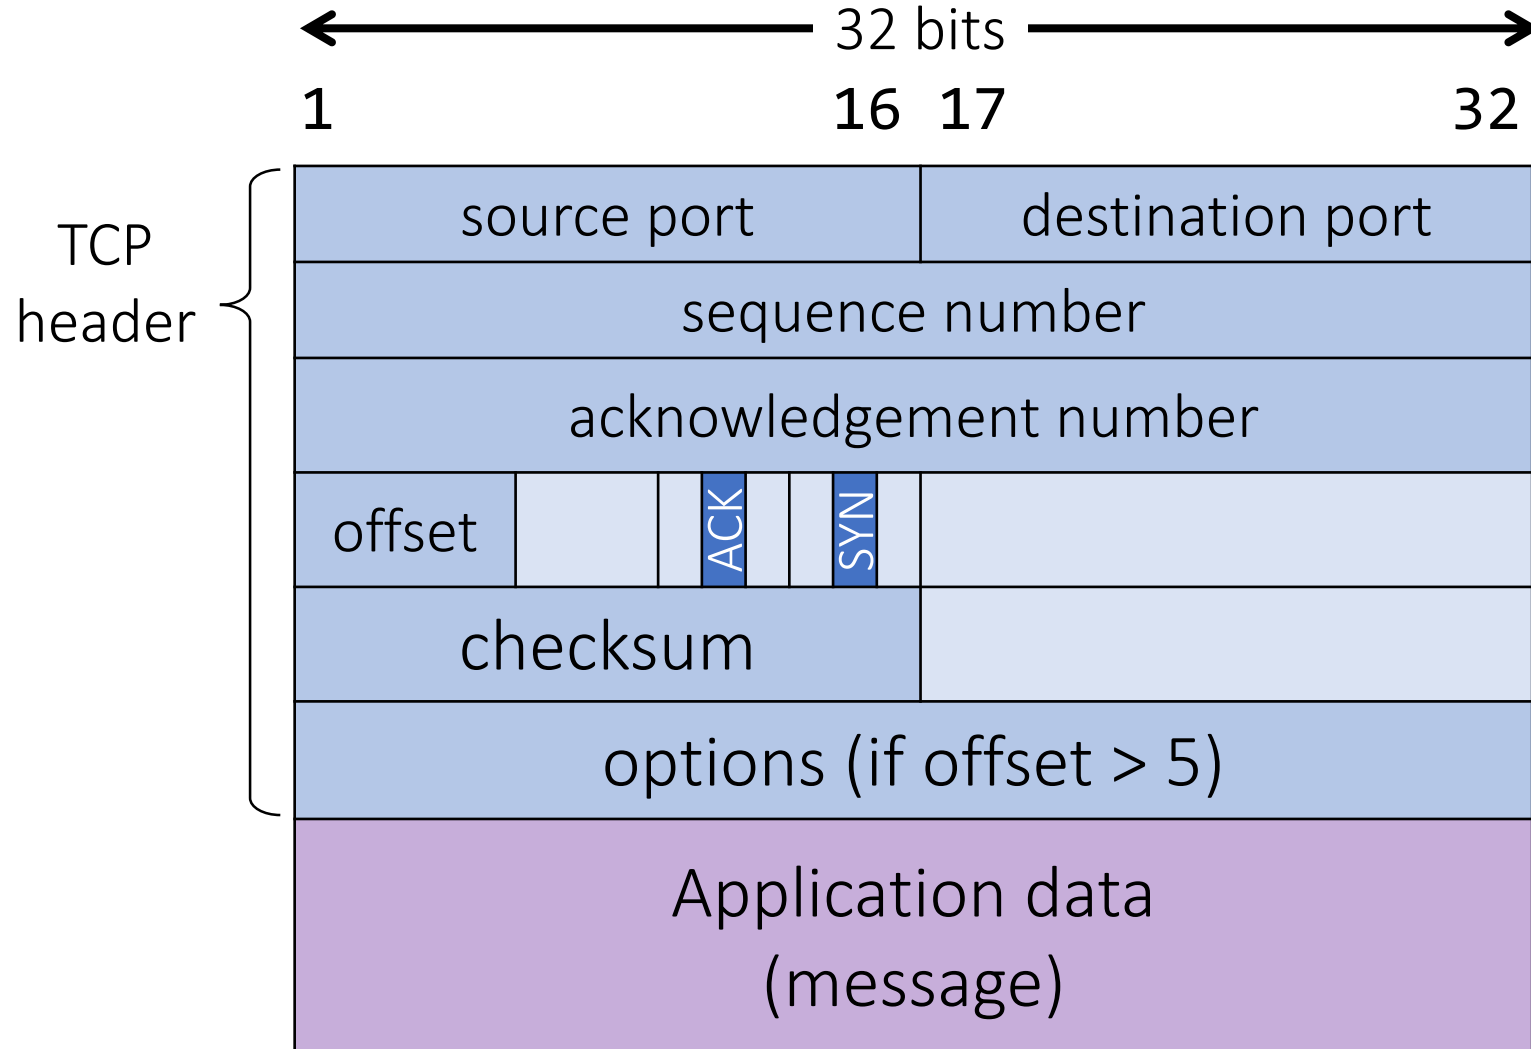 32 bits
1 16 17 32
TCP
header
source port destination port
sequence number
acknowledgement number
offset ACK SYN
checksum
options (if offset > 5)
Application data
(message)